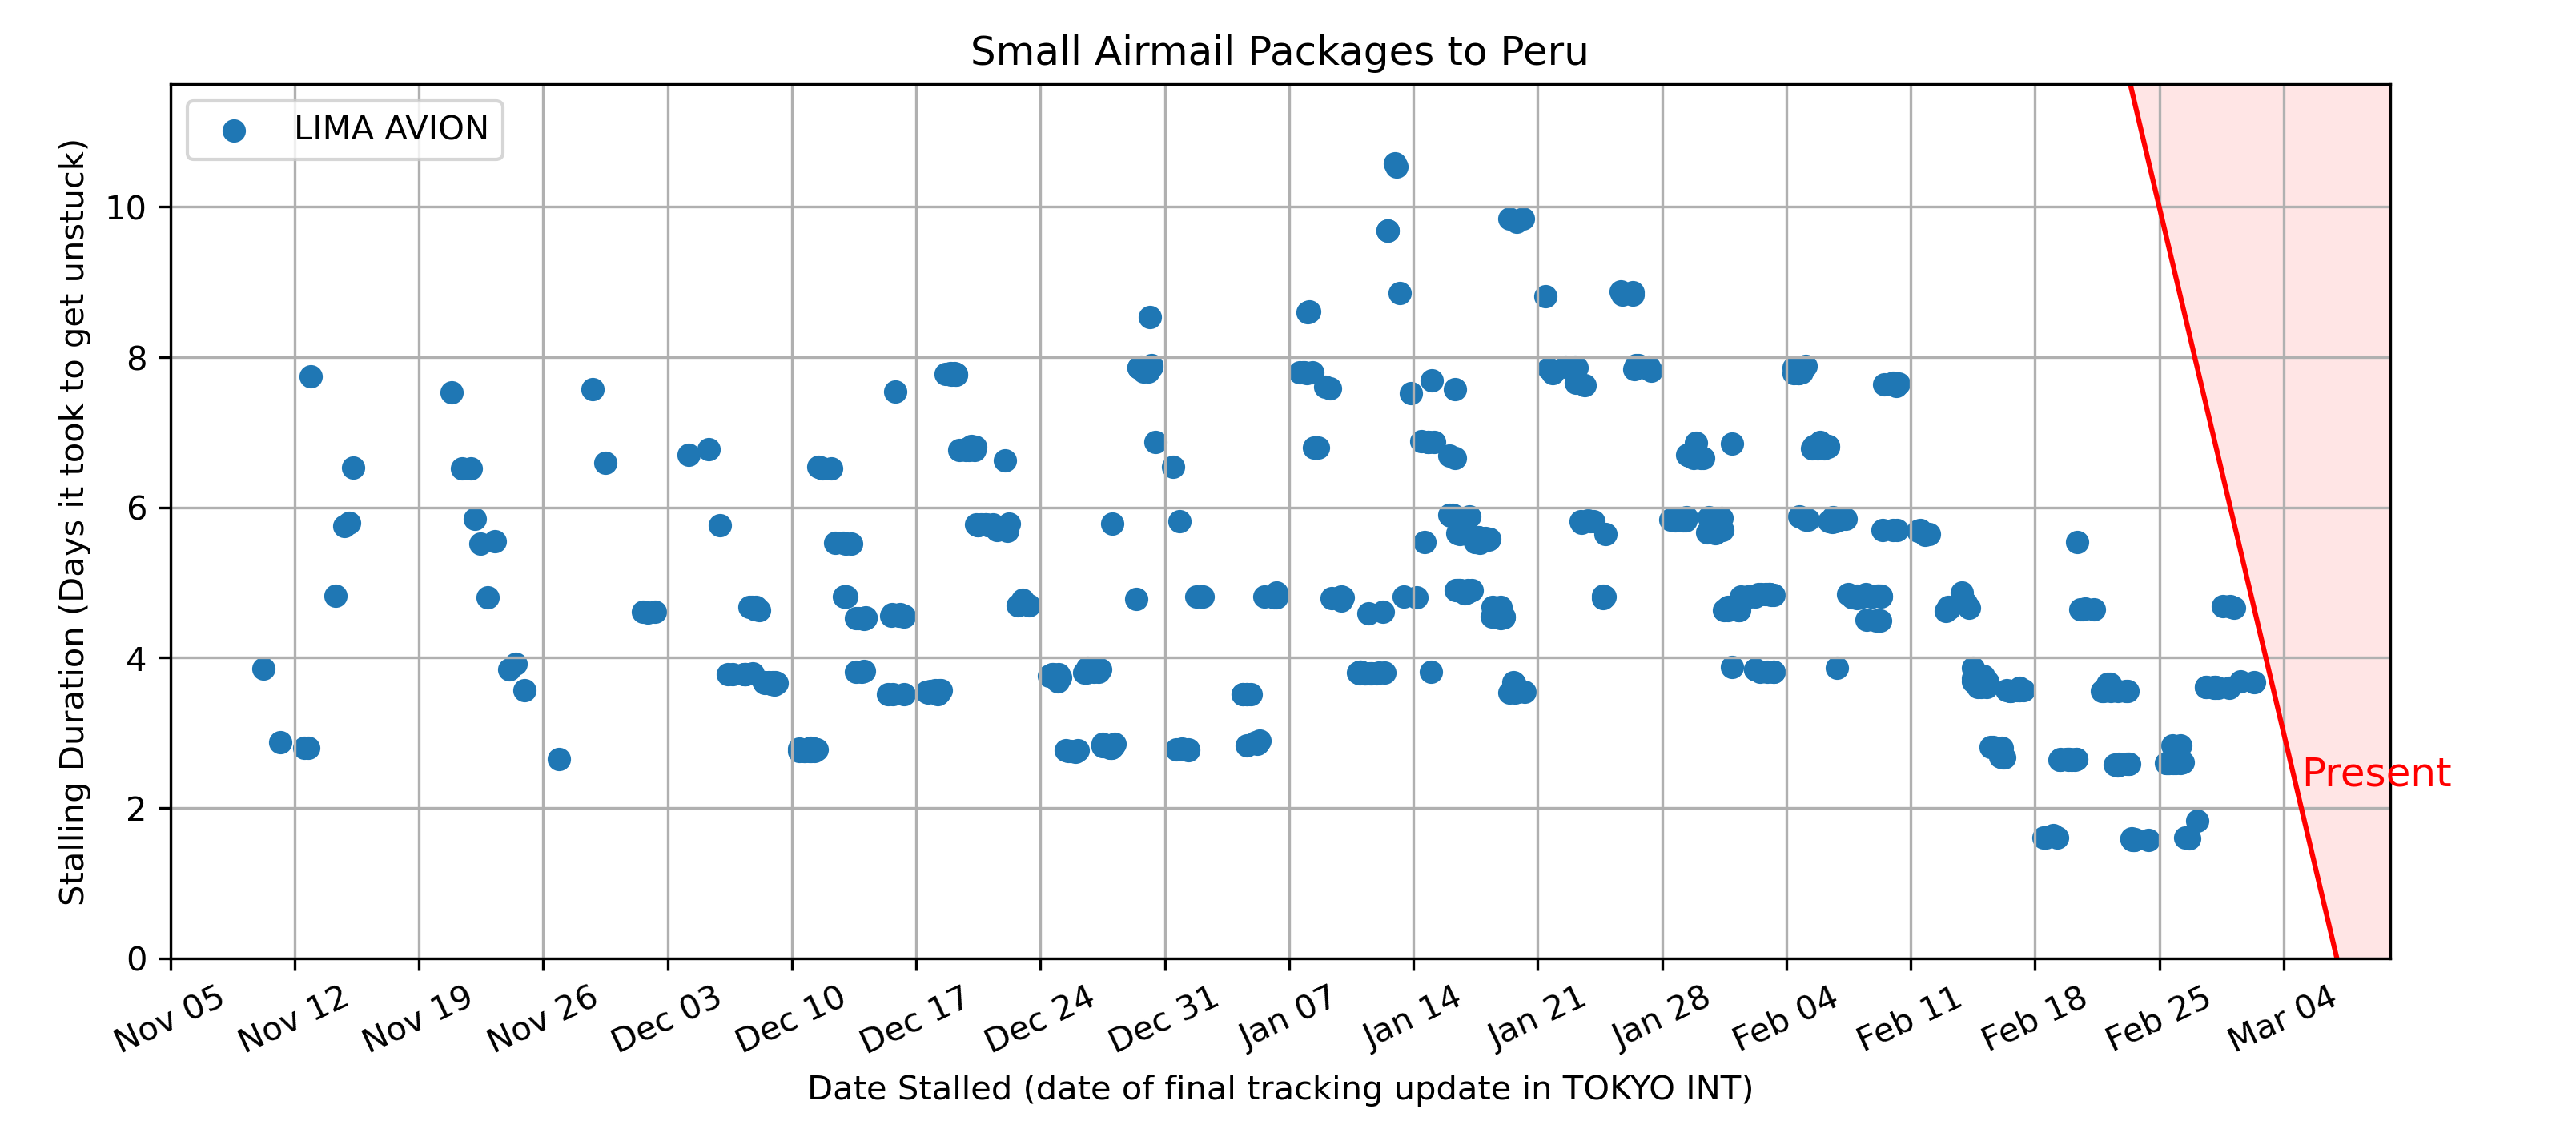 Small Airmail Packages to Peru
LIMA AVION
Stalling Duration (Days it took to get unstuck)
10
8
6
4
2
0
Present
Nov 05
Nov 12
Nov 19
Nov 26
Dec 03
Dec 10
Dec 17
Dec 24
Dec 31
Jan 07
Jan 14
Jan 21
Jan 28
Feb 04
Feb 11
Feb 18
Feb 25
Mar 04
Date Stalled (date of final tracking update in TOKYO INT)